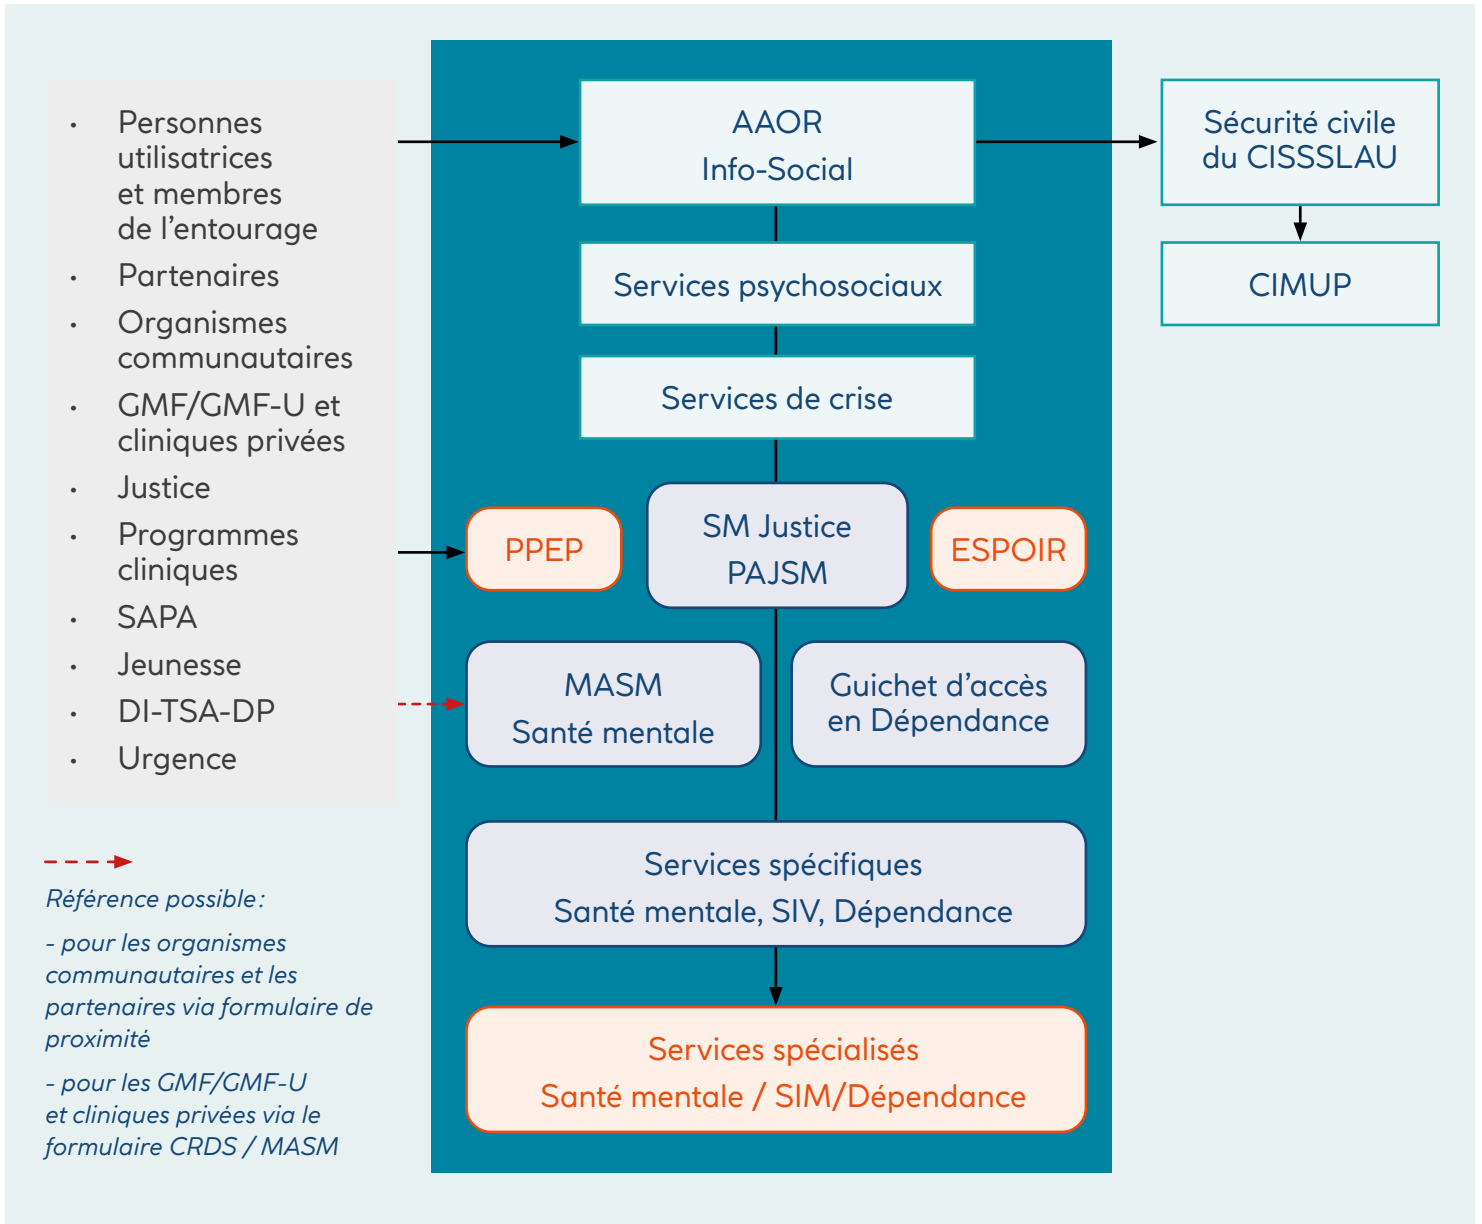 · Personnes
utilisatrices
et membres
de l’entourage
· Partenaires
· Organismes
communautaires
· GMF/GMF-U et
cliniques privées
· Justice
· Programmes
cliniques
· SAPA
· Jeunesse
· DI-TSA-DP
· Urgence
Référence possible :
- pour les organismes
communautaires et les
partenaires via formulaire de
proximité
- pour les GMF/GMF-U
et cliniques privées via le
formulaire CRDS / MASM
AAOR
Info-Social
Services psychosociaux
Services de crise
PPEP
SM Justice
PAJSM
ESPOIR
MASM
Santé mentale
Guichet d’accès
en Dépendance
Services spécifiques
Santé mentale, SIV, Dépendance
Services spécialisés
Santé mentale / SIM/Dépendance
Sécurité civile
du CISSSLAU
CIMUP